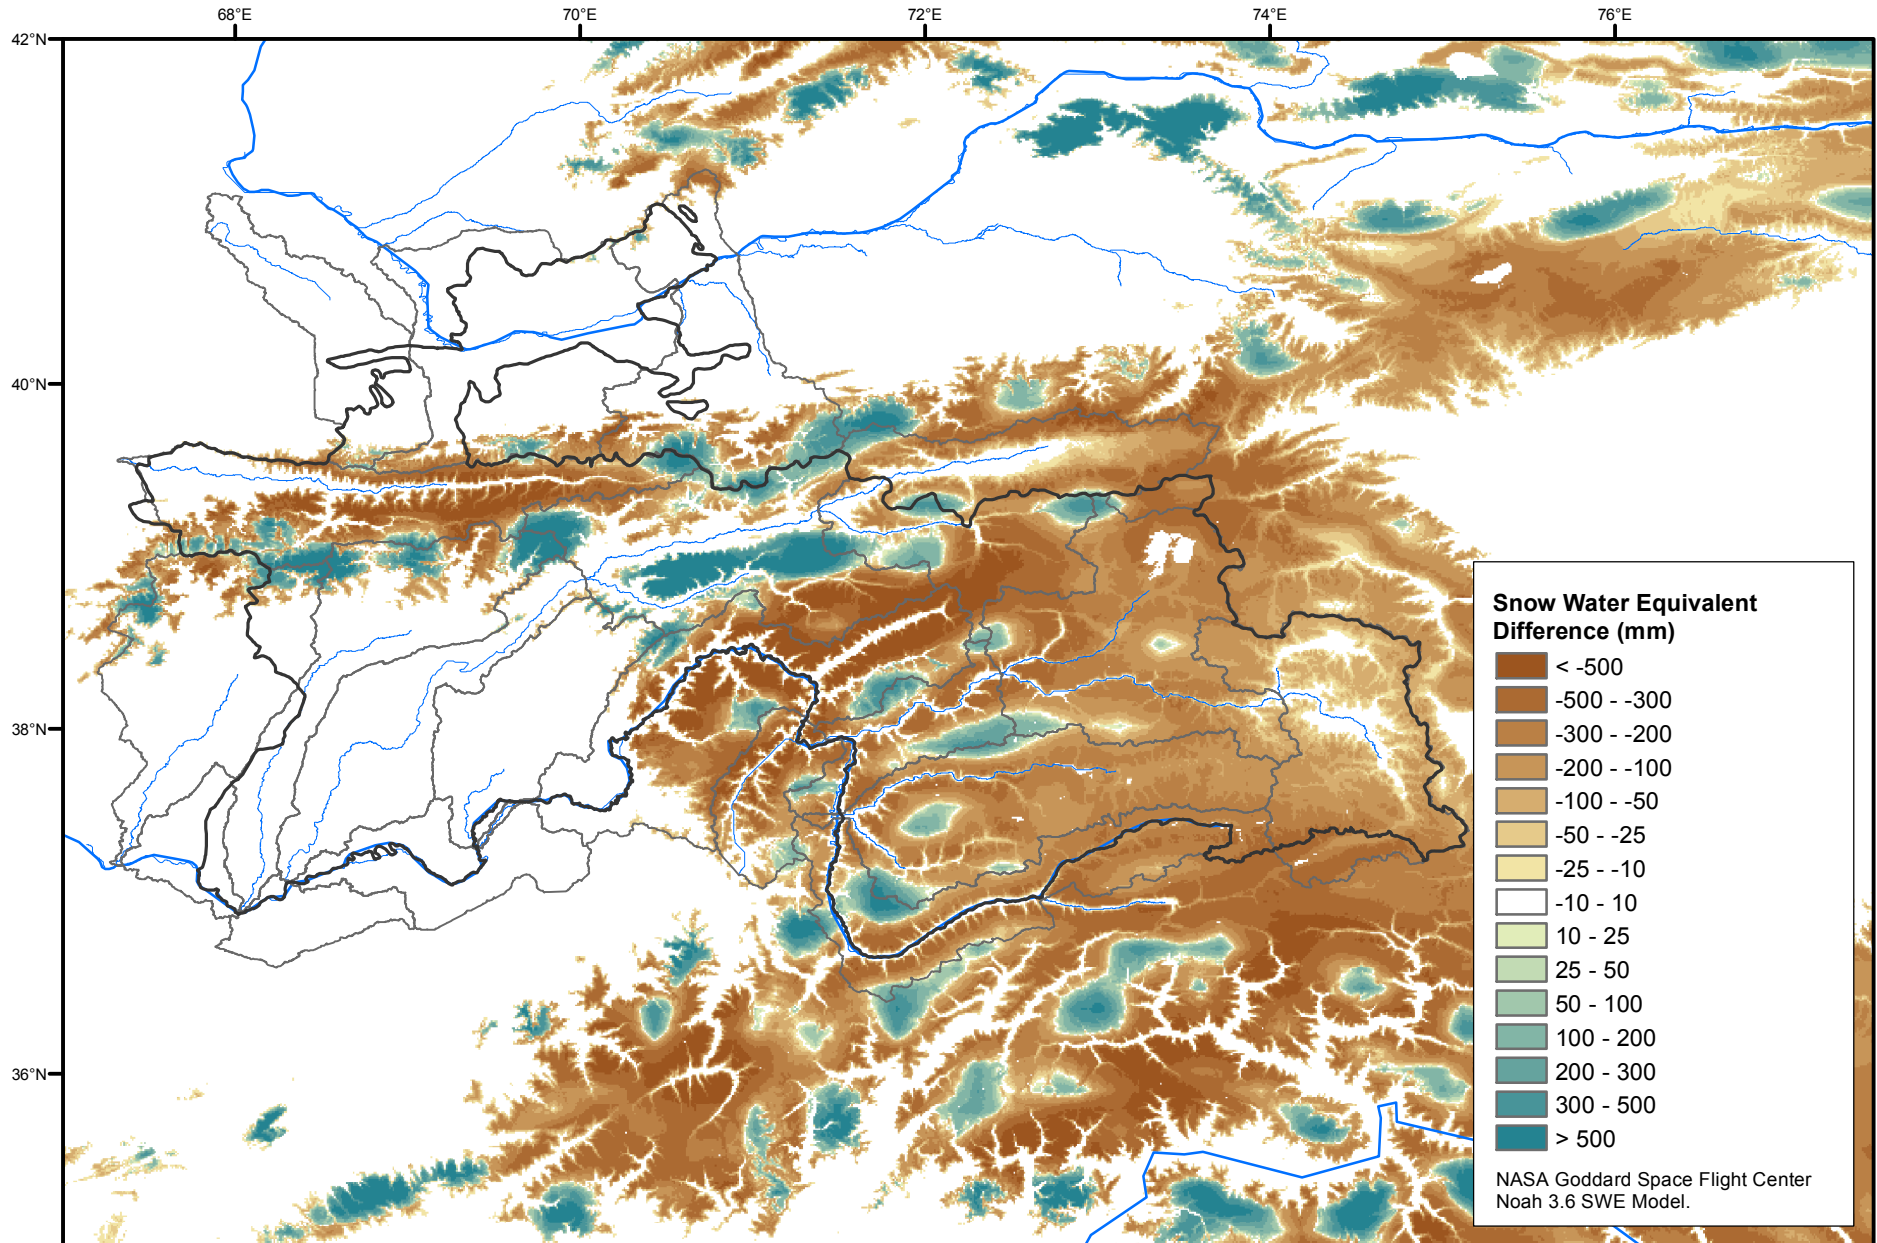 68°E
70°E
72°E
74°E
76°E
42°N
40°N
38°N
36°N
Snow Water Equivalent
Difference (mm)
< -500
-500 - -300
-300 - -200
-200 - -100
-100 - -50
-50 - -25
-25 - -10
-10 - 10
10 - 25
25 - 50
50 - 100
100 - 200
200 - 300
300 - 500
> 500
NASA Goddard Space Flight Center
Noah 3.6 SWE Model.